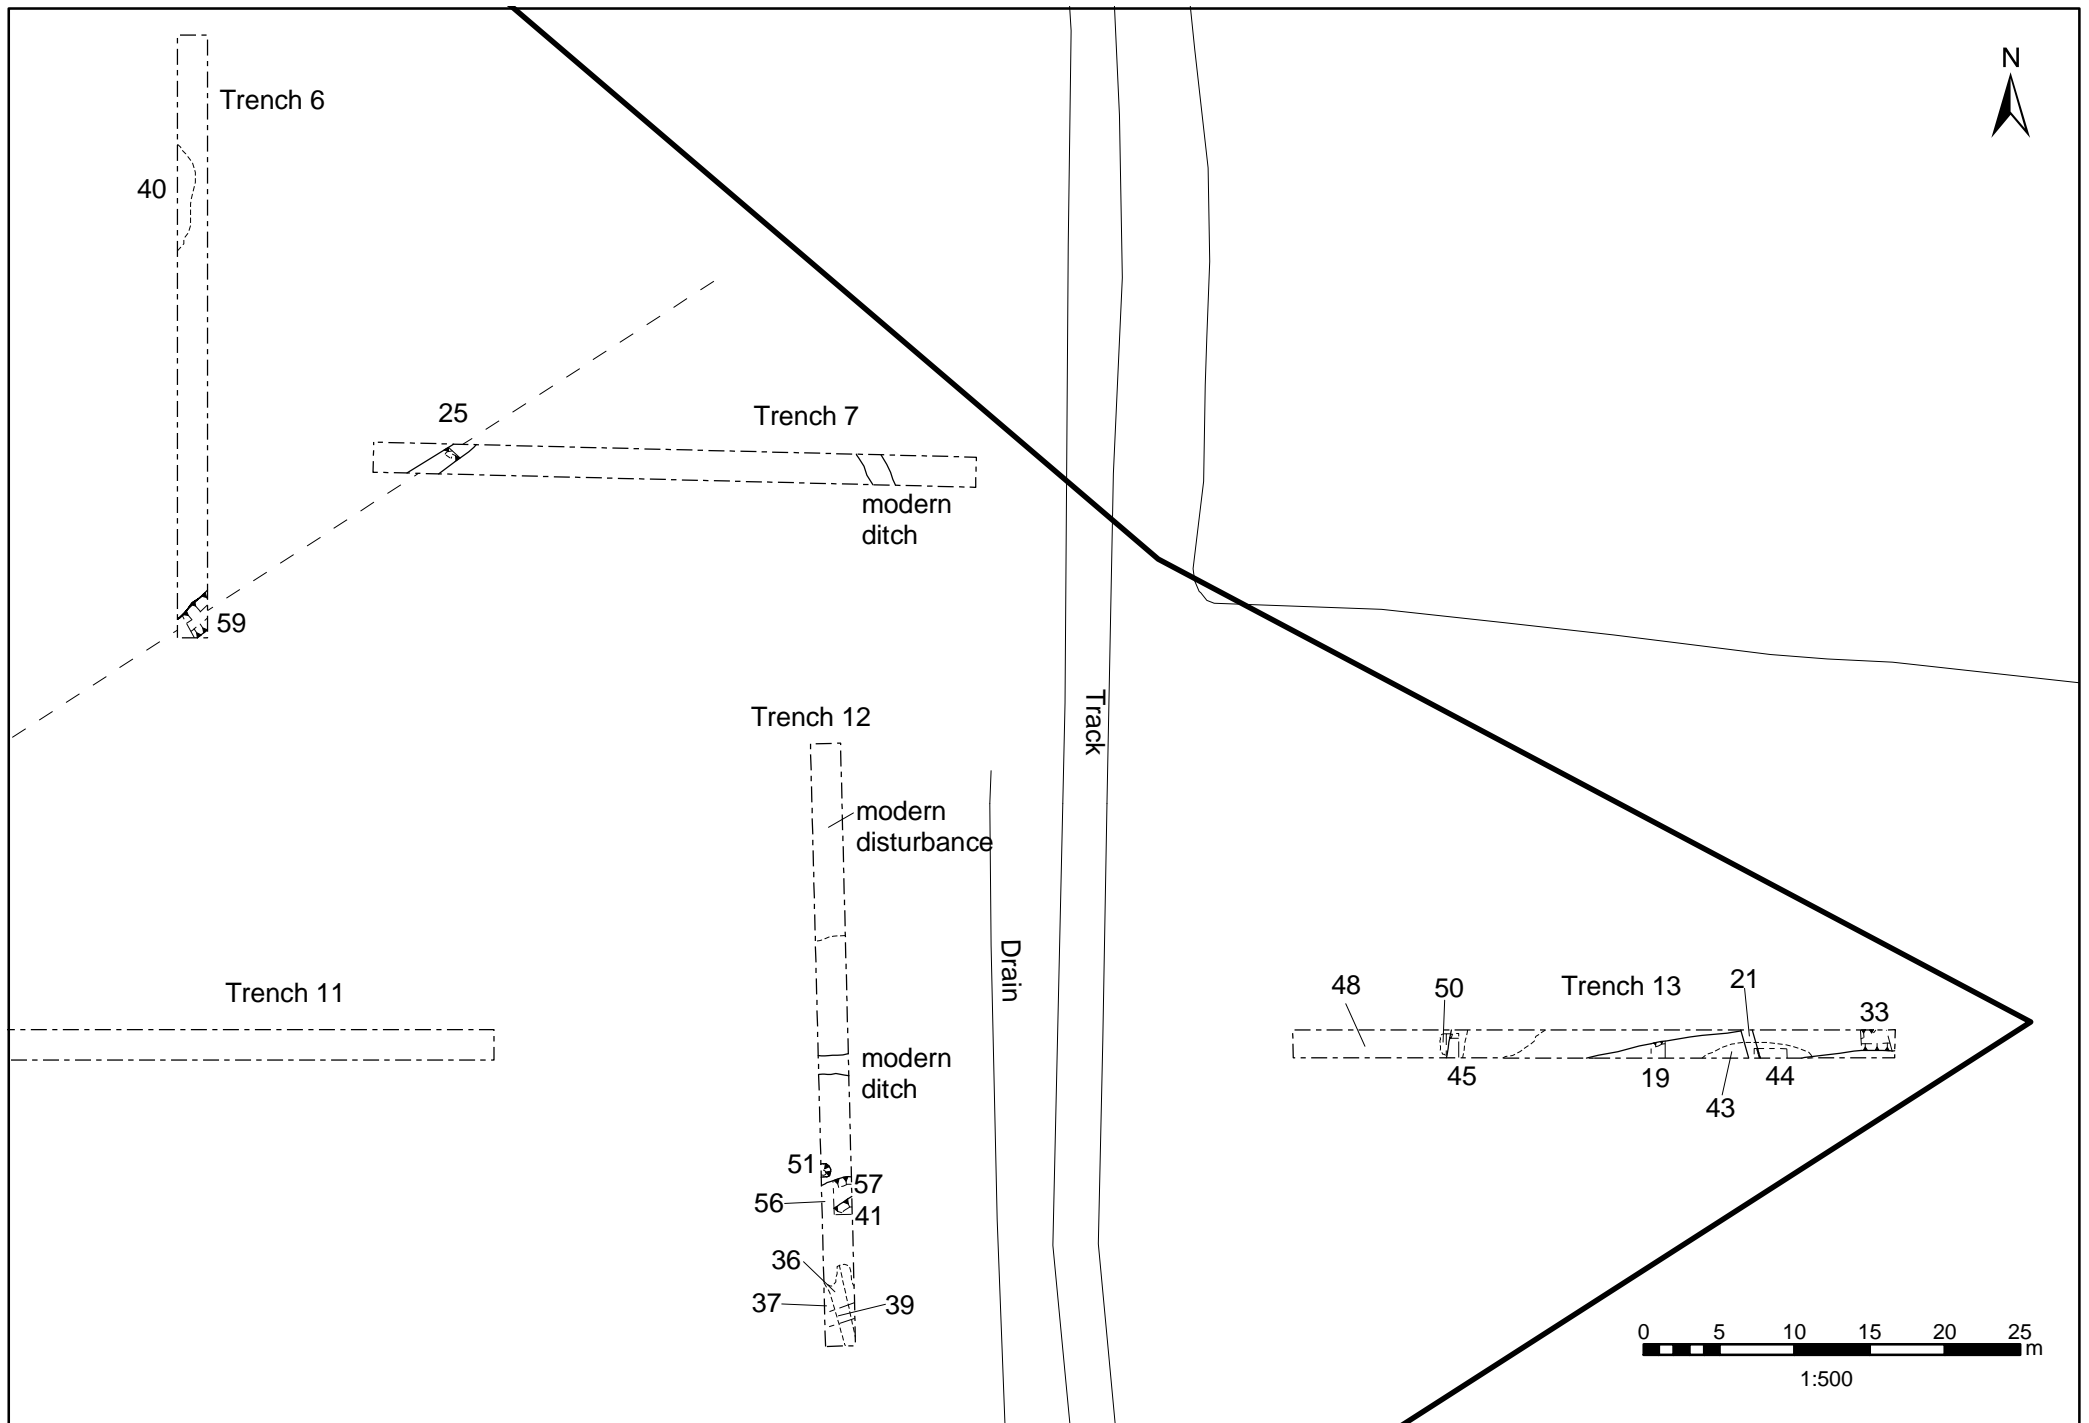 N
Trench 6
40
25
Trench 7
modern
ditch
59
Track
Trench 12
modern
disturbance
Drain
Trench 11
48
50
Trench 13
21
33
45
19
44
43
modern
ditch
51
57
56
41
36
37
39
0 5 10 15 20 25
m
1:500